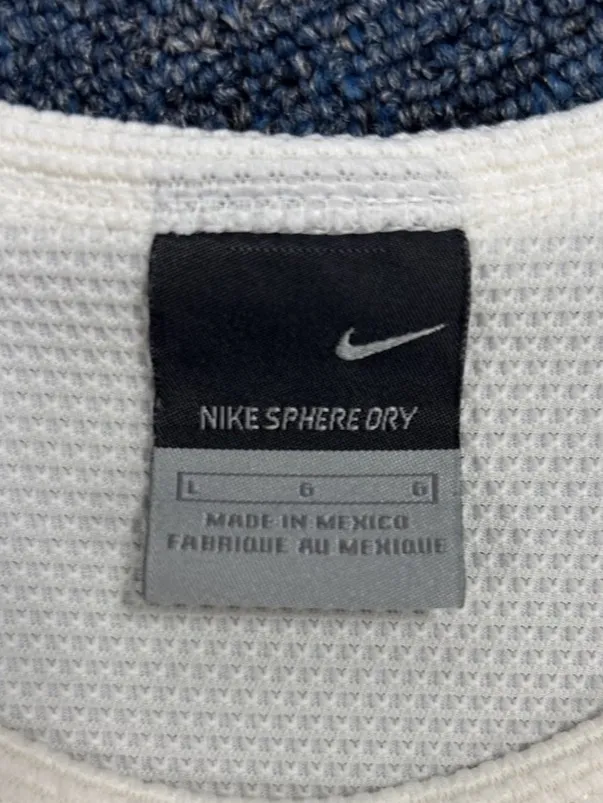 NIKE SPHERE DRY
L G G
MADE IN MEXICO
FABRIQUE AU MEXIQUE